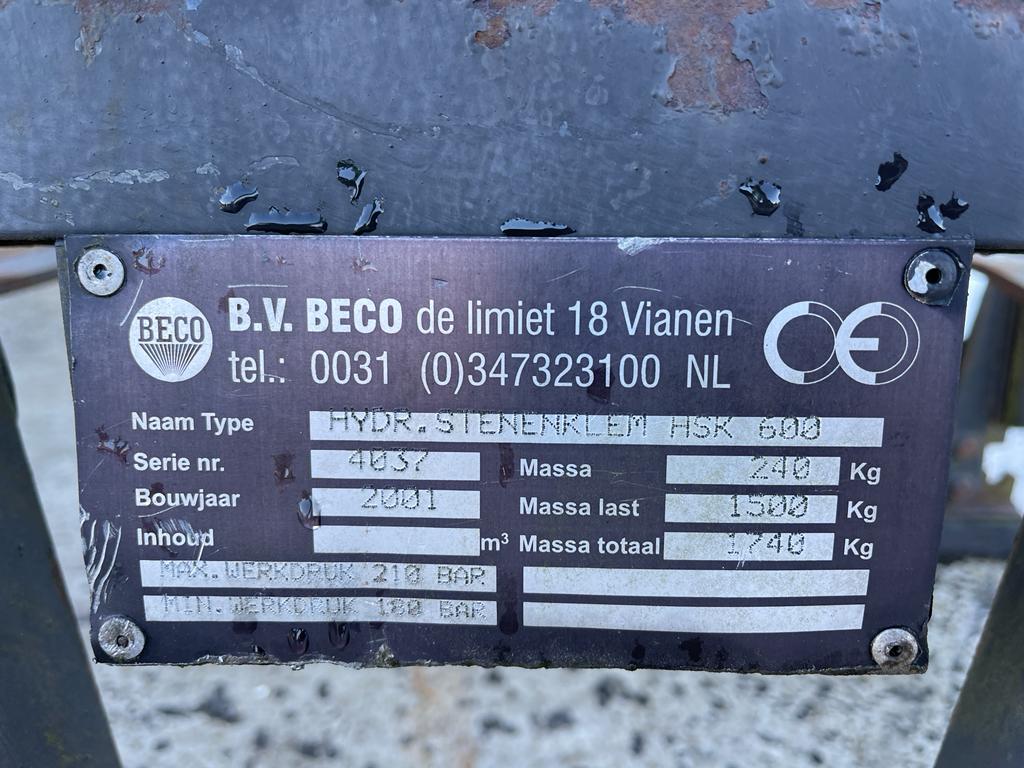 BECO
B.V. BECO de limiet 18 Vianen
tel.: 0031 (0)347323100 NL
CE
Naam Type HYDR.STENENKLEM HSK 600
Serie nr. 4037 Massa 240 Kg
Bouwjaar 2001 Massa last 1500 Kg
Inhoud m³ Massa totaal 1740 Kg
MAX.WERKDRUK 210 BAR
MIN.WERKDRUK 180 BAR